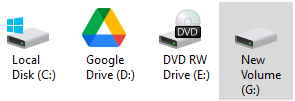 Local
Disk (C:)
Google
Drive (D:)
DVD
DVD RW
Drive (E:)
New
Volume
(G:)